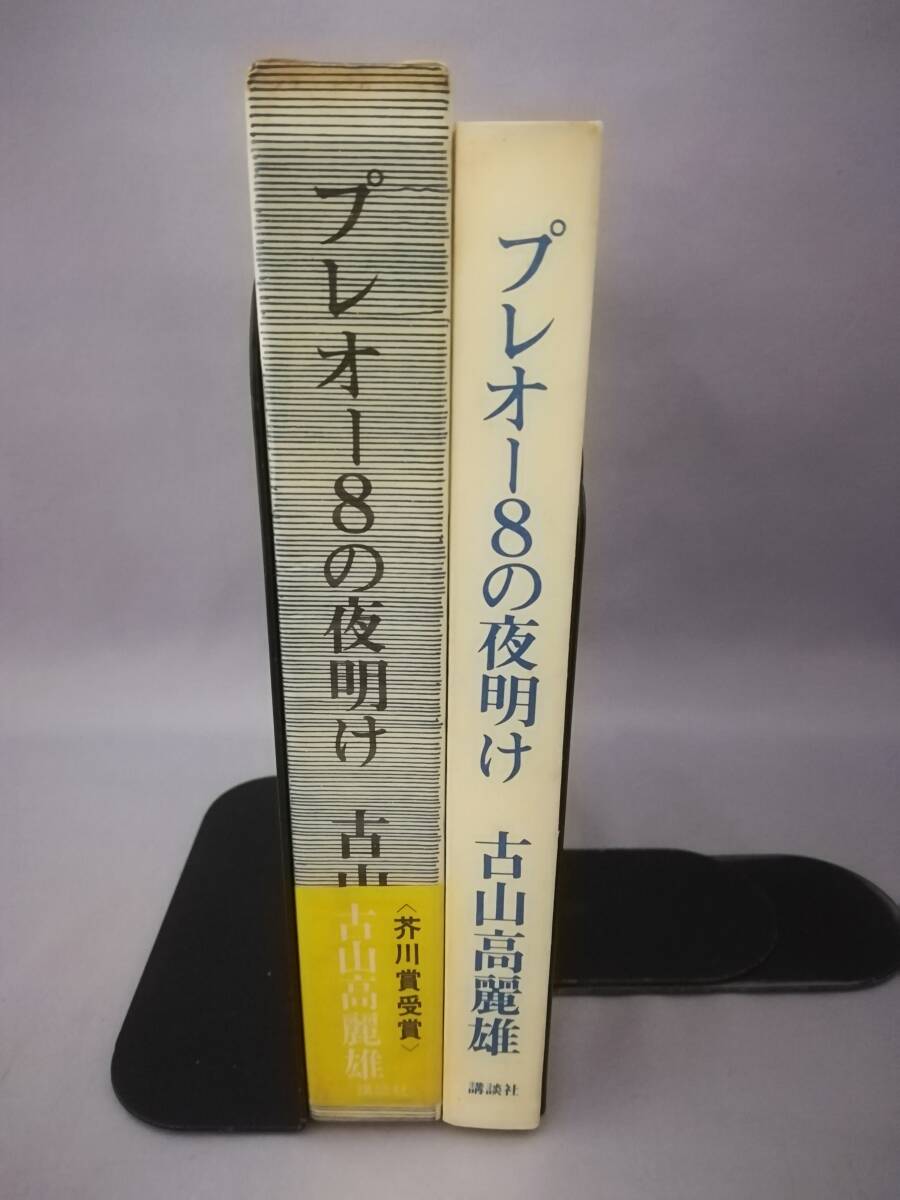 プレオー8の夜明け 古山
〈芥川賞受賞〉
古山高麗雄
講談社
プレオー8の夜明け 古山高麗雄
講談社